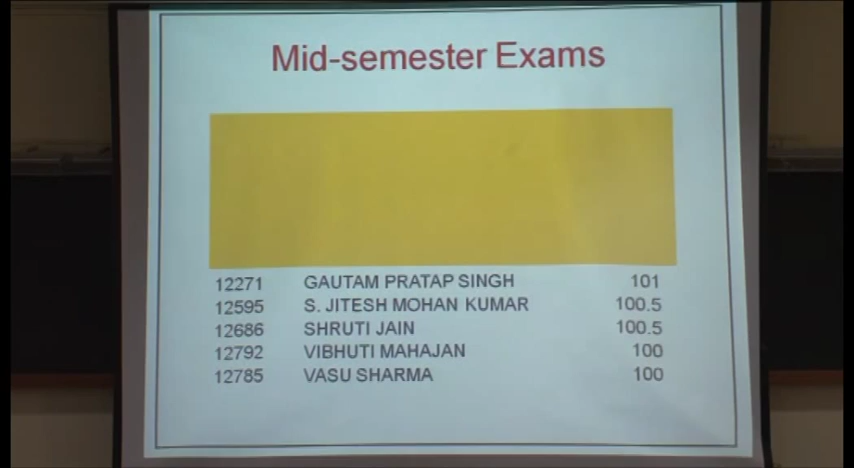 Mid-semester Exams
12271 GAUTAM PRATAP SINGH 101
12595 S. JITESH MOHAN KUMAR 100.5
12686 SHRUTI JAIN 100.5
12792 VIBHUTI MAHAJAN 100
12785 VASU SHARMA 100